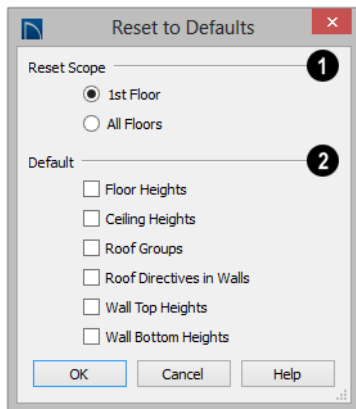 Reset to Defaults
Reset Scope 1
1st Floor
All Floors
Default 2
Floor Heights
Ceiling Heights
Roof Groups
Roof Directives in Walls
Wall Top Heights
Wall Bottom Heights
OK Cancel Help